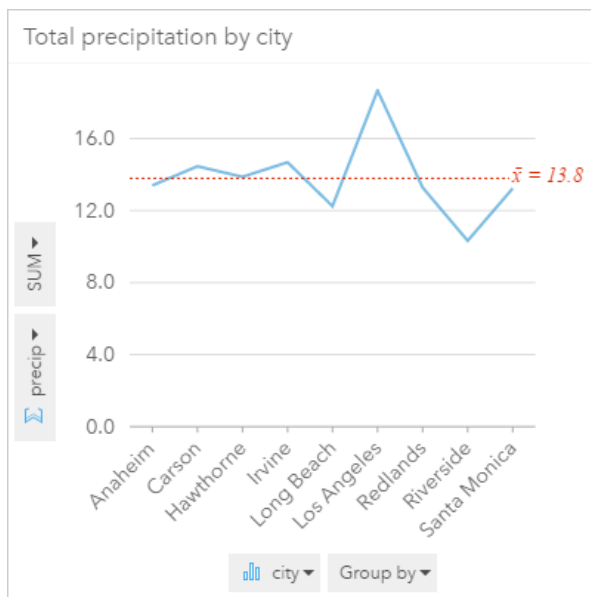 Total precipitation by city
16.0
12.0
8.0
4.0
0.0
x̄ = 13.8
SUM
precip
Anaheim
Carson
Hawthorne
Irvine
Long Beach
Los Angeles
Redlands
Riverside
Santa Monica
city
Group by